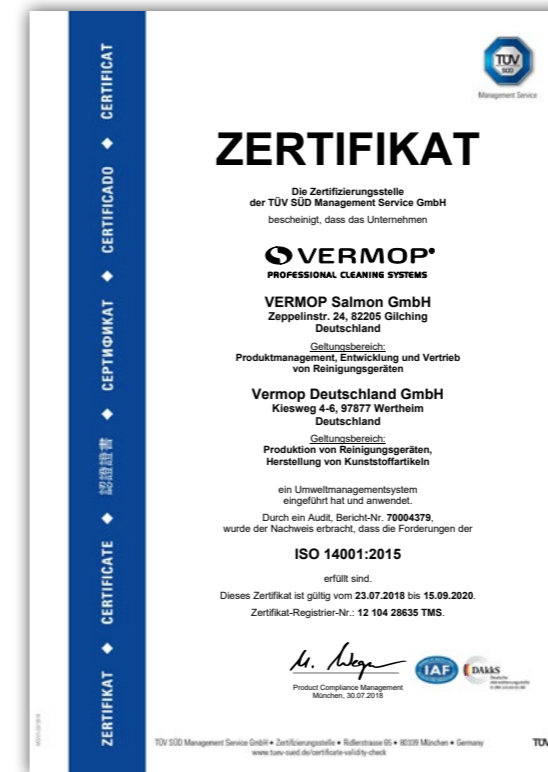 TÜV
SÜD
Management Service
ZERTIFIKAT
Die Zertifizierungsstelle
der TÜV SÜD Management Service GmbH
bescheinigt, dass das Unternehmen
VERMOP
PROFESSIONAL CLEANING SYSTEMS
VERMOP Salmon GmbH
Zeppelinstr. 24, 82205 Gilching
Deutschland
Geltungsbereich:
Produktmanagement, Entwicklung und Vertrieb
von Reinigungsgeräten
Vermop Deutschland GmbH
Kiesweg 4-6, 97877 Wertheim
Deutschland
Geltungsbereich:
Produktion von Reinigungsgeräten,
Herstellung von Kunststoffartikeln
ein Umweltmanagementsystem
eingeführt hat und anwendet.
Durch ein Audit, Bericht-Nr. 70004379,
wurde der Nachweis erbracht, dass die Forderungen der
ISO 14001:2015
erfüllt sind.
Dieses Zertifikat ist gültig vom 23.07.2018 bis 15.09.2020.
Zertifikat-Registrier-Nr.: 12 104 28635 TMS.
Product Compliance Management
München, 30.07.2018
IAF
DAkkS
Deutsche
Akkreditierungsstelle
ZERTIFIKAT ◆ CERTIFICATE ◆ 認證證書 ◆ СЕРТИФИКАТ ◆ CERTIFICADO ◆ CERTIFICAT
TÜV SÜD Management Service GmbH • Zertifizierungsstelle • Ridlerstrasse 65 • 80339 München • Germany
www.tuev-sued.de/certificate-validity-check
TÜV